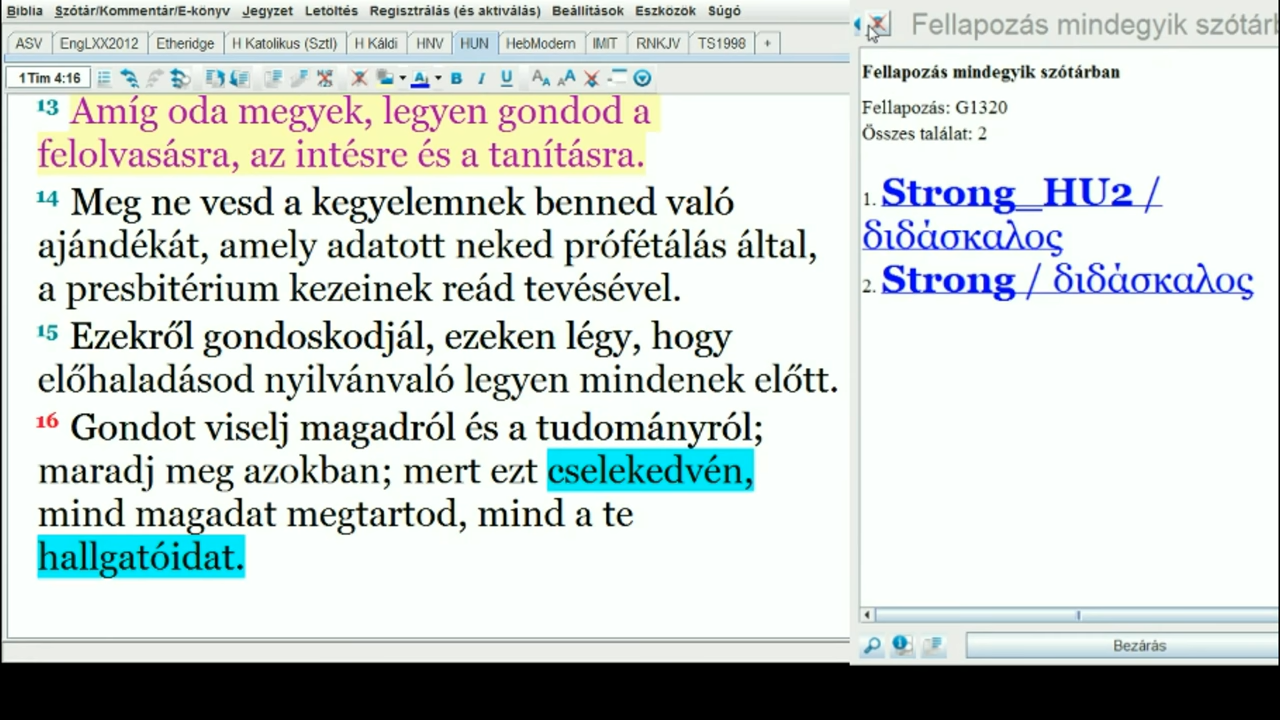 Biblia Szótár/Kommentár/E-könyv Jegyzet Letöltés Regisztrálás (és aktiválás) Beállítások Eszközök Súgó
ASV EngLXX2012 Etheridge H Katolikus (Sztl) H Káldi HNV HUN HebModern IMIT RNKJV TS1998 +
1Tim 4:16
13 Amíg oda megyek, legyen gondod a
felolvasásra, az intésre és a tanításra.
14 Meg ne vesd a kegyelemnek benned való
ajándékát, amely adatott neked prófétálás által,
a presbitérium kezeinek reád tevésével.
15 Ezekről gondoskodjál, ezeken légy, hogy
előhaladásod nyilvánvaló legyen mindenek előtt.
16 Gondot viselj magadról és a tudományról;
maradj meg azokban; mert ezt cselekedvén,
mind magadat megtartod, mind a te
hallgatóidat.
Fellapozás mindegyik
Fellapozás mindegyik szótárban
Fellapozás: G1320
Összes találat: 2
1. Strong_HU2 /
διδάσκαλος
2. Strong / διδάσκαλος
Bezárás